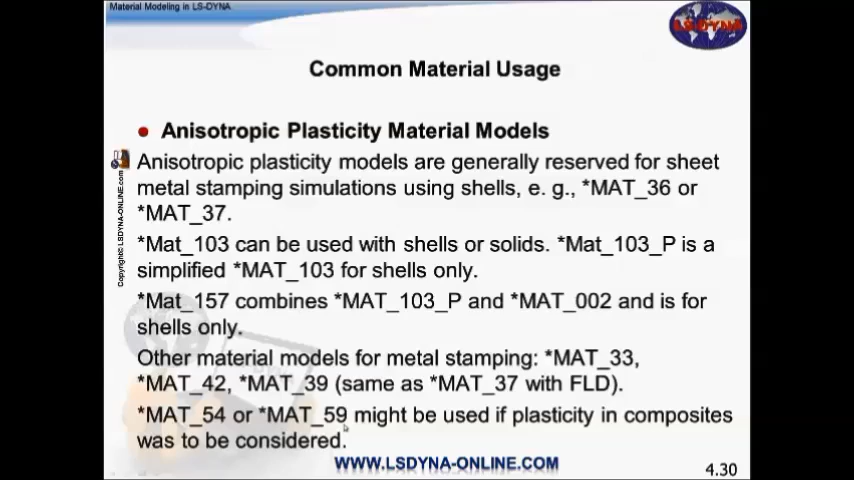 Material Modeling in LS-DYNA
LS-DYNA
Common Material Usage
Anisotropic Plasticity Material Models
Anisotropic plasticity models are generally reserved for sheet
metal stamping simulations using shells, e. g., *MAT_36 or
*MAT_37.
*Mat_103 can be used with shells or solids. *Mat_103_P is a
simplified *MAT_103 for shells only.
*Mat_157 combines *MAT_103_P and *MAT_002 and is for
shells only.
Other material models for metal stamping: *MAT_33,
*MAT_42, *MAT_39 (same as *MAT_37 with FLD).
*MAT_54 or *MAT_59 might be used if plasticity in composites
was to be considered.
Copyright© LSDYNA-ONLINE.com
WWW.LSDYNA-ONLINE.COM
4.30